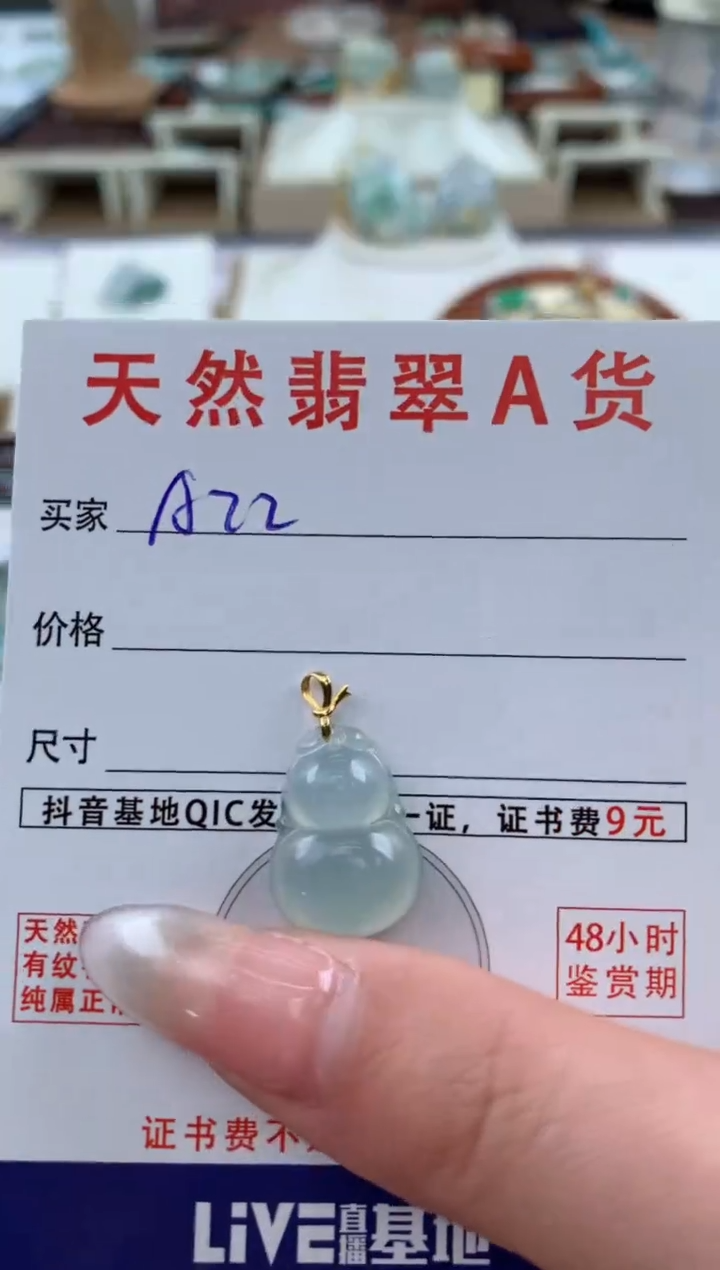 天然翡翠A货
买家 A22
价格
尺寸
抖音基地QIC发 一证，证书费9元
天然
有纹
纯属正
48小时
鉴赏期
证书费不
LiVE直播基地